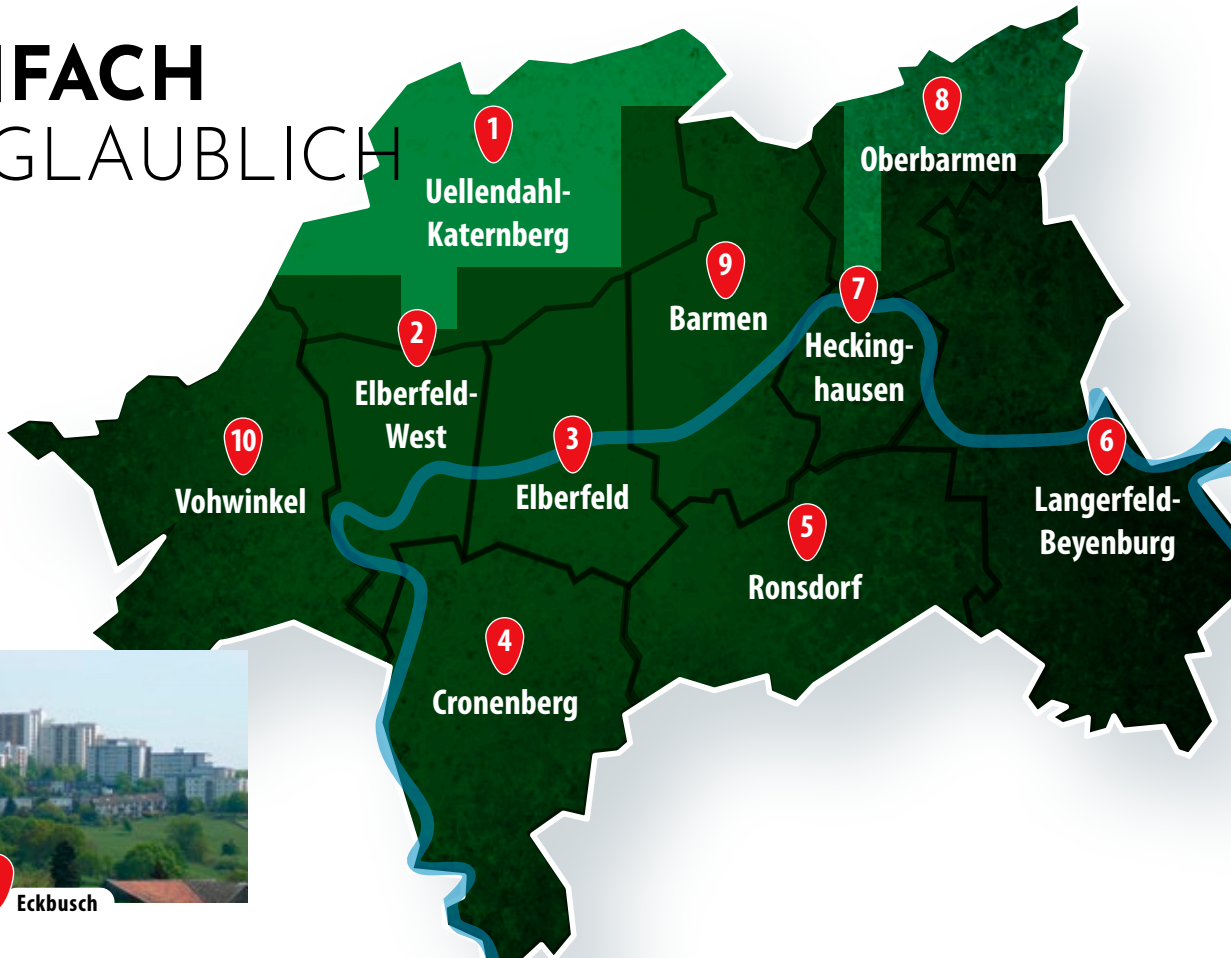 IFACH
GLAUBLICH
1
Uellendahl-
Katernberg
8
Oberbarmen
9
Barmen
7
Hecking-
hausen
2
Elberfeld-
West
10
Vohwinkel
3
Elberfeld
6
Langerfeld-
Beyenburg
5
Ronsdorf
4
Cronenberg
Eckbusch